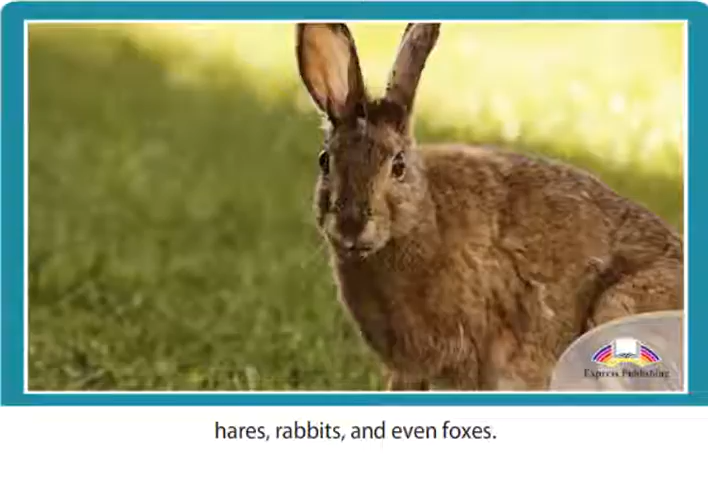 Express Publishing
hares, rabbits, and even foxes.